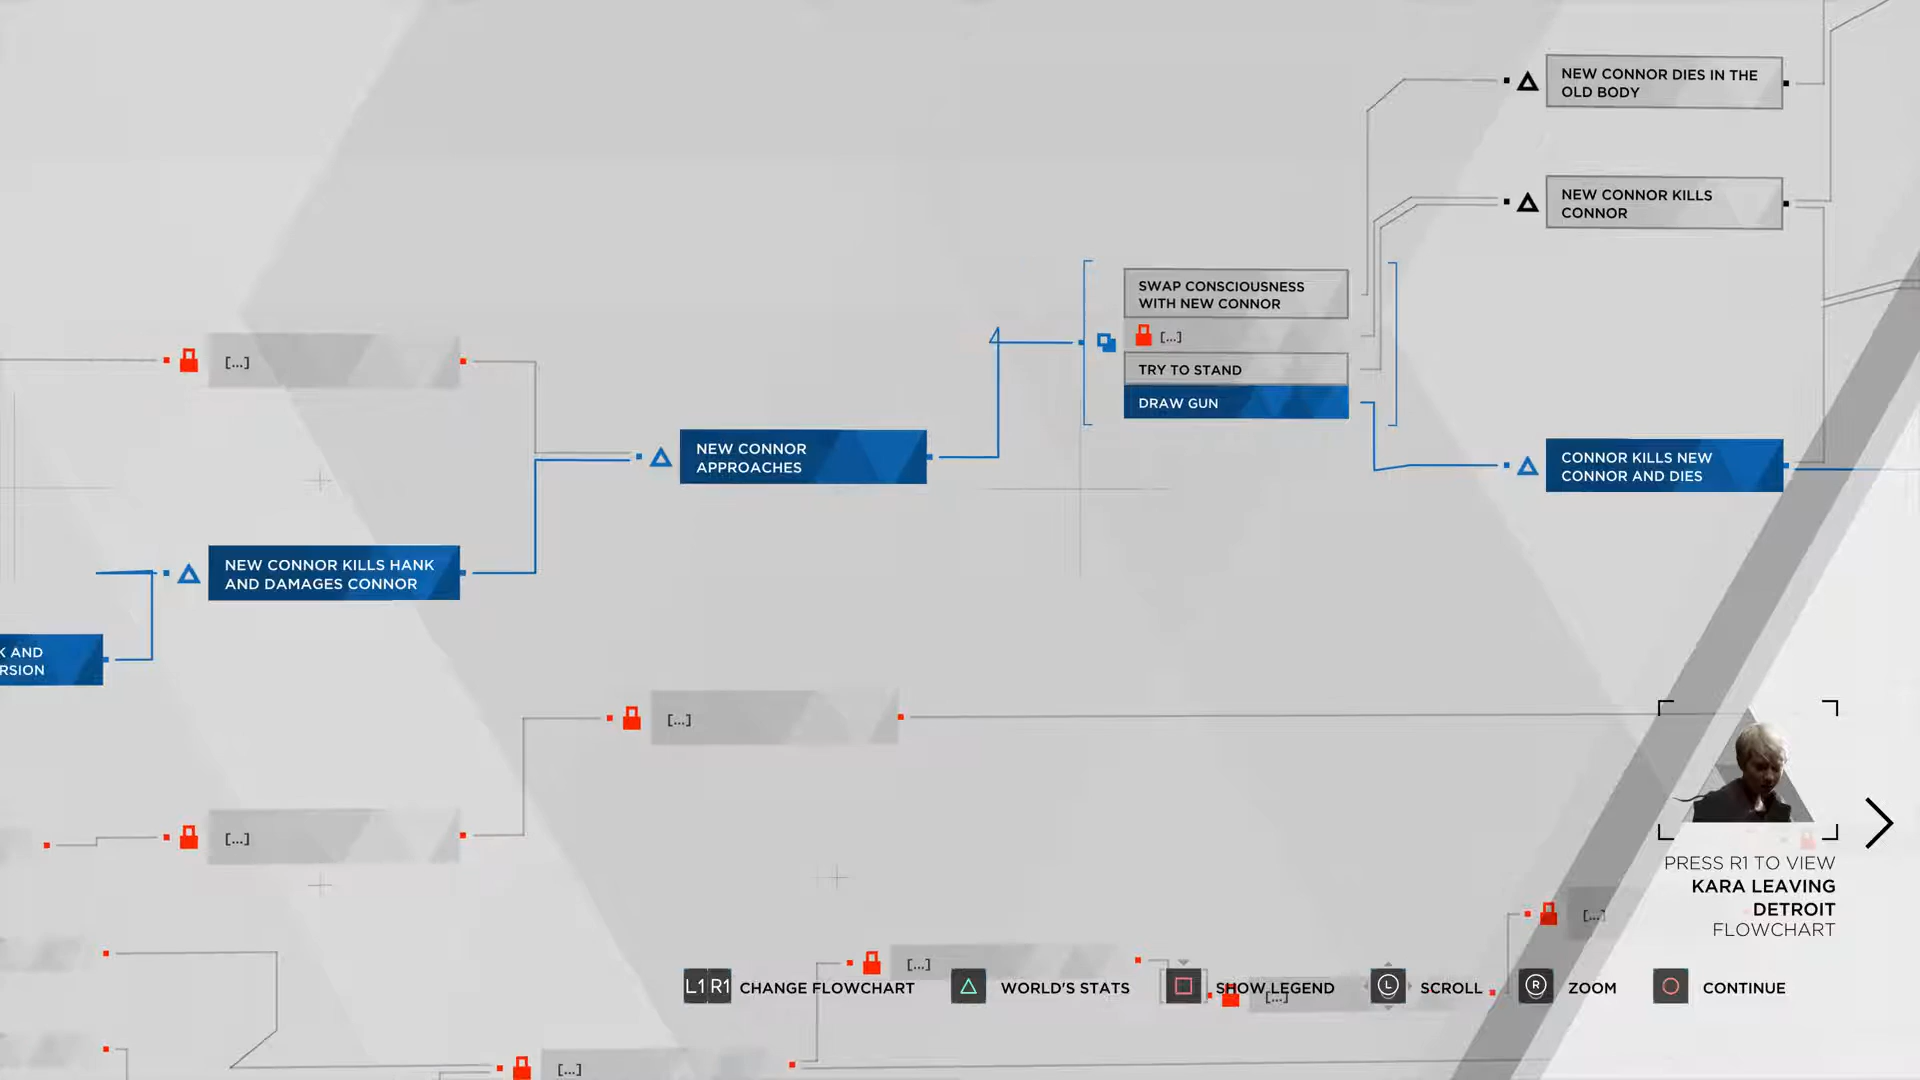 NEW CONNOR DIES IN THE
OLD BODY
NEW CONNOR KILLS
CONNOR
SWAP CONSCIOUSNESS
WITH NEW CONNOR
[...]
TRY TO STAND
DRAW GUN
[...]
NEW CONNOR
APPROACHES
CONNOR KILLS NEW
CONNOR AND DIES
NEW CONNOR KILLS HANK
AND DAMAGES CONNOR
K AND
RSION
[...]
[...]
PRESS R1 TO VIEW
KARA LEAVING
DETROIT
FLOWCHART
[...]
[...]
[...]
[...]
L1 R1 CHANGE FLOWCHART
WORLD'S STATS
SHOW LEGEND
L SCROLL
R ZOOM
CONTINUE